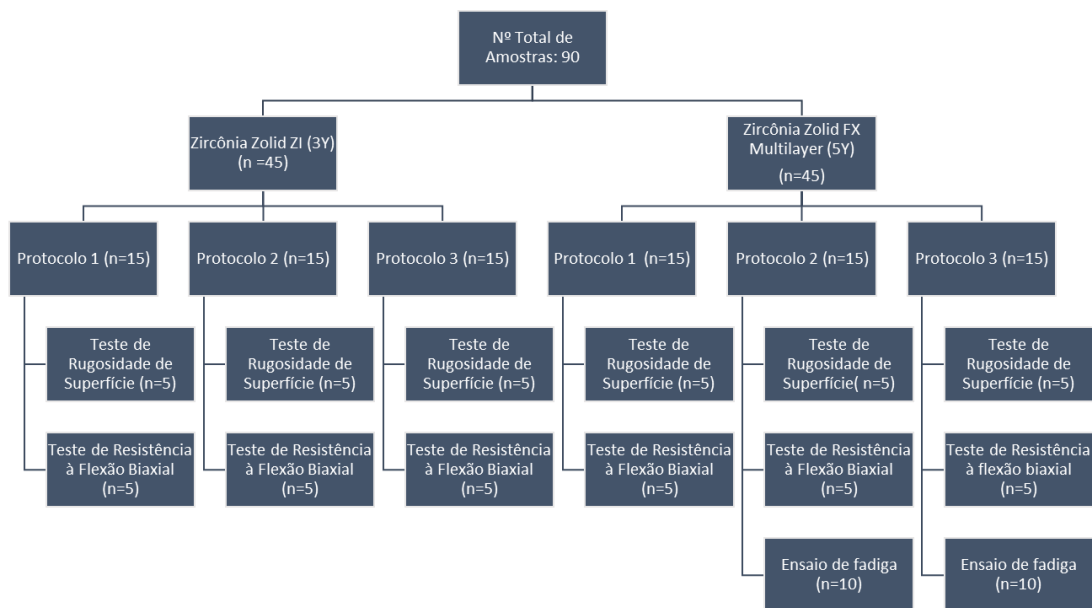 Nº Total de
Amostras: 90
Zircônia Zolid ZI (3Y)
(n =45)
Zircônia Zolid FX
Multilayer (5Y)
(n=45)
Protocolo 1 (n=15)
Protocolo 2 (n=15)
Protocolo 3 (n=15)
Protocolo 1 (n=15)
Protocolo 2 (n=15)
Protocolo 3 (n=15)
Teste de
Rugosidade de
Superfície (n=5)
Teste de
Rugosidade de
Superfície (n=5)
Teste de
Rugosidade de
Superfície (n=5)
Teste de
Rugosidade de
Superfície (n=5)
Teste de
Rugosidade de
Superfície( n=5)
Teste de
Rugosidade de
Superfície (n=5)
Teste de Resistência
à Flexão Biaxial
(n=5)
Teste de Resistência
à Flexão Biaxial
(n=5)
Teste de Resistência
à Flexão Biaxial
(n=5)
Teste de Resistência
à Flexão Biaxial
(n=5)
Teste de Resistência
à Flexão Biaxial
(n=5)
Teste de Resistência
à flexão biaxial
(n=5)
Ensaio de fadiga
(n=10)
Ensaio de fadiga
(n=10)